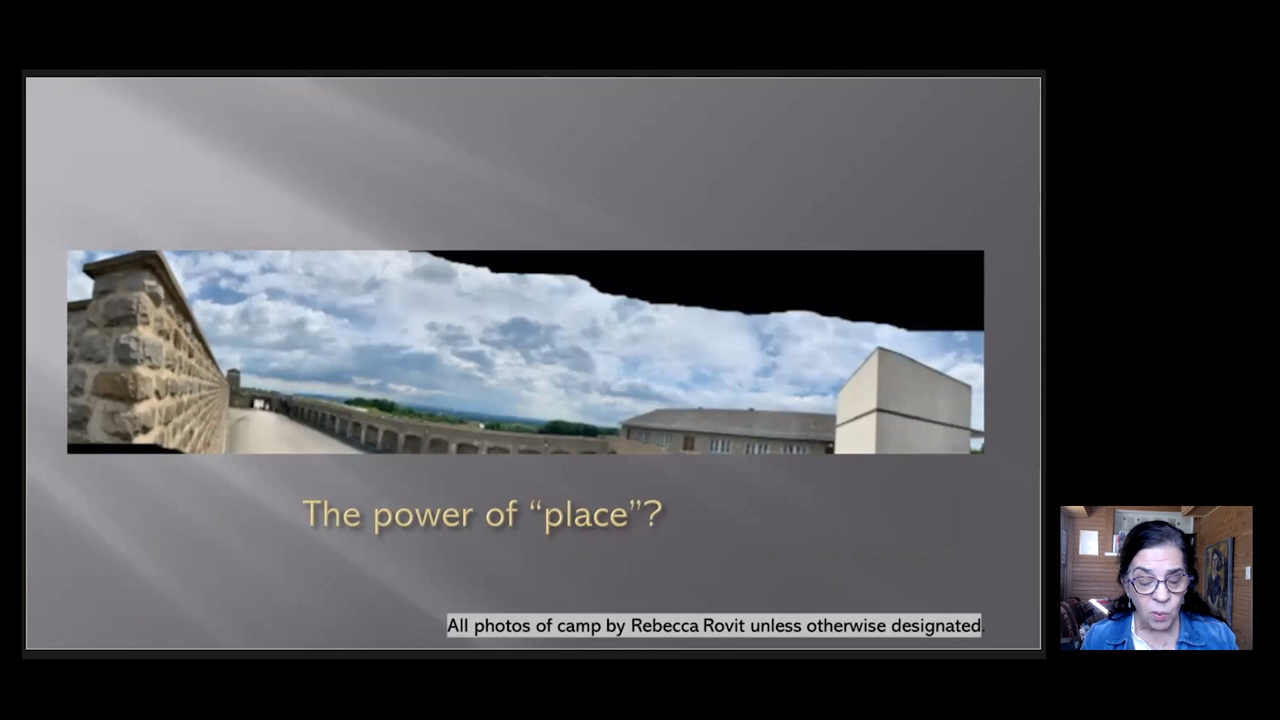 The power of “place”?
All photos of camp by Rebecca Rovit unless otherwise designated.